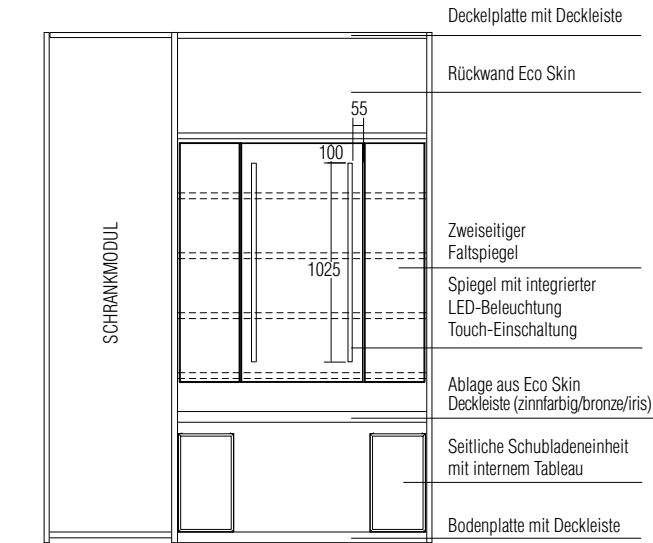 Deckelplatte mit Deckleiste
Rückwand Eco Skin
55
100
1025
SCHRANKMODUL
Zweiseitiger
Faltspiegel
Spiegel mit integrierter
LED-Beleuchtung
Touch-Einschaltung
Ablage aus Eco Skin
Deckleiste (zinnfarbig/bronze/iris)
Seitliche Schubladeneinheit
mit internem Tableau
Bodenplatte mit Deckleiste